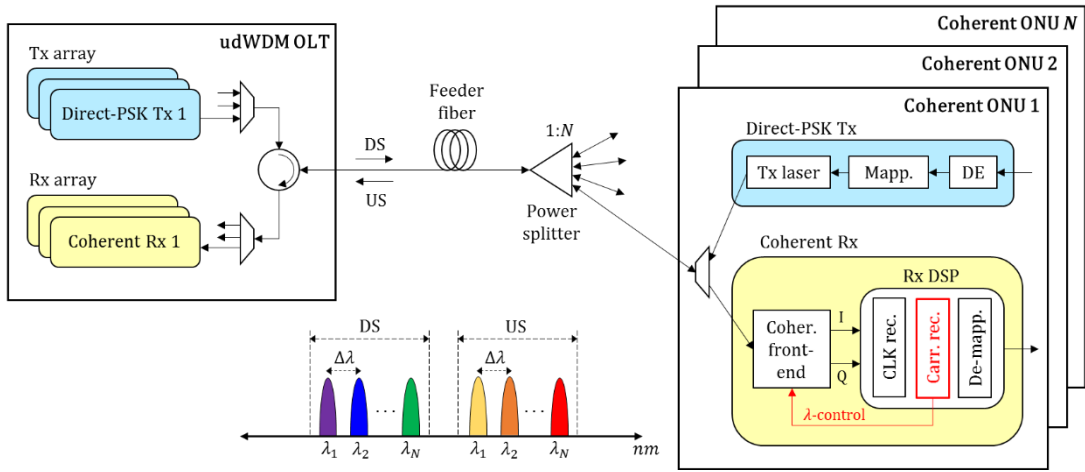 udWDM OLT
Tx array
Direct-PSK Tx 1
Rx array
Coherent Rx 1
DS
US
Feeder
fiber
1:N
Power
splitter
Coherent ONU N
Coherent ONU 2
Coherent ONU 1
Direct-PSK Tx
Tx laser
Mapp.
DE
Coherent Rx
Rx DSP
Coher.
front-
end
I
Q
CLK rec.
Carr. rec.
De-mapp.
λ-control
DS
US
Δλ
Δλ
...
...
λ₁
λ₂
λ_N
λ₁
λ₂
λ_N
nm